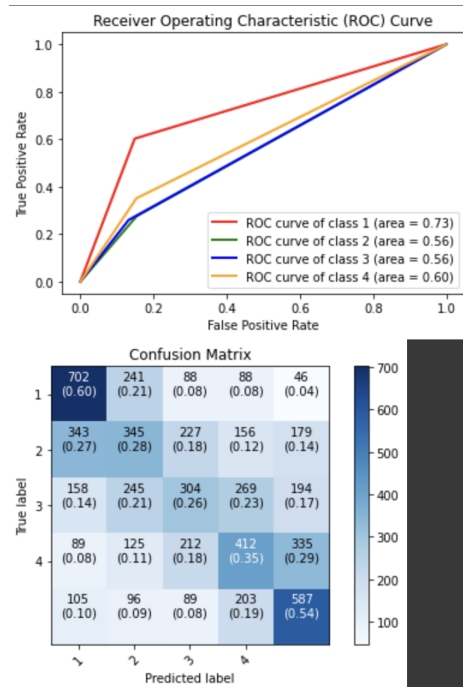 Receiver Operating Characteristic (ROC) Curve
1.0
0.8
0.6
0.4
0.2
0.0
True Positive Rate
ROC curve of class 1 (area = 0.73)
ROC curve of class 2 (area = 0.56)
ROC curve of class 3 (area = 0.56)
ROC curve of class 4 (area = 0.60)
0.0 0.2 0.4 0.6 0.8 1.0
False Positive Rate
Confusion Matrix
True label
1 702 241 88 88 46
(0.60) (0.21) (0.08) (0.08) (0.04)
2 343 345 227 156 179
(0.27) (0.28) (0.18) (0.12) (0.14)
3 158 245 304 269 194
(0.14) (0.21) (0.26) (0.23) (0.17)
4 89 125 212 412 335
(0.08) (0.11) (0.18) (0.35) (0.29)
105 96 89 203 587
(0.10) (0.09) (0.08) (0.19) (0.54)
1 2 3 4
Predicted label
700
600
500
400
300
200
100